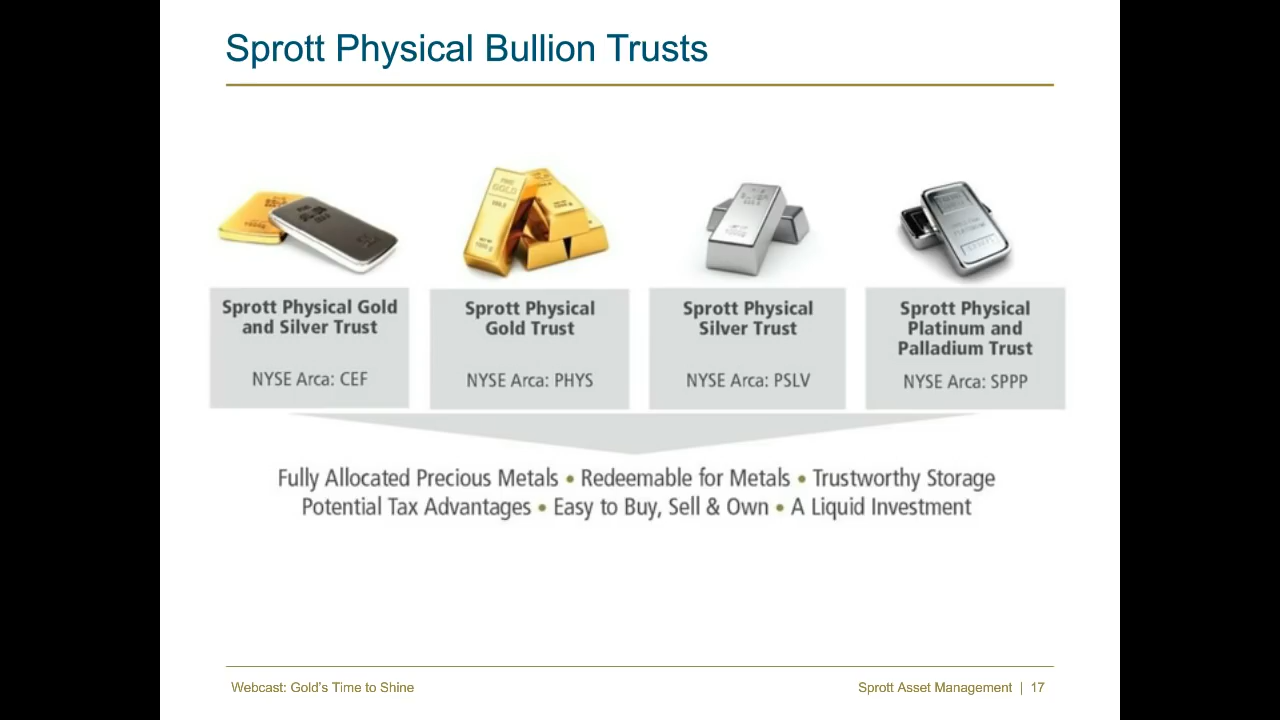 Sprott Physical Bullion Trusts
Sprott Physical Gold
and Silver Trust
NYSE Arca: CEF
Sprott Physical
Gold Trust
NYSE Arca: PHYS
Sprott Physical
Silver Trust
NYSE Arca: PSLV
Sprott Physical
Platinum and
Palladium Trust
NYSE Arca: SPPP
Fully Allocated Precious Metals • Redeemable for Metals • Trustworthy Storage
Potential Tax Advantages • Easy to Buy, Sell & Own • A Liquid Investment
Webcast: Gold's Time to Shine
Sprott Asset Management | 17